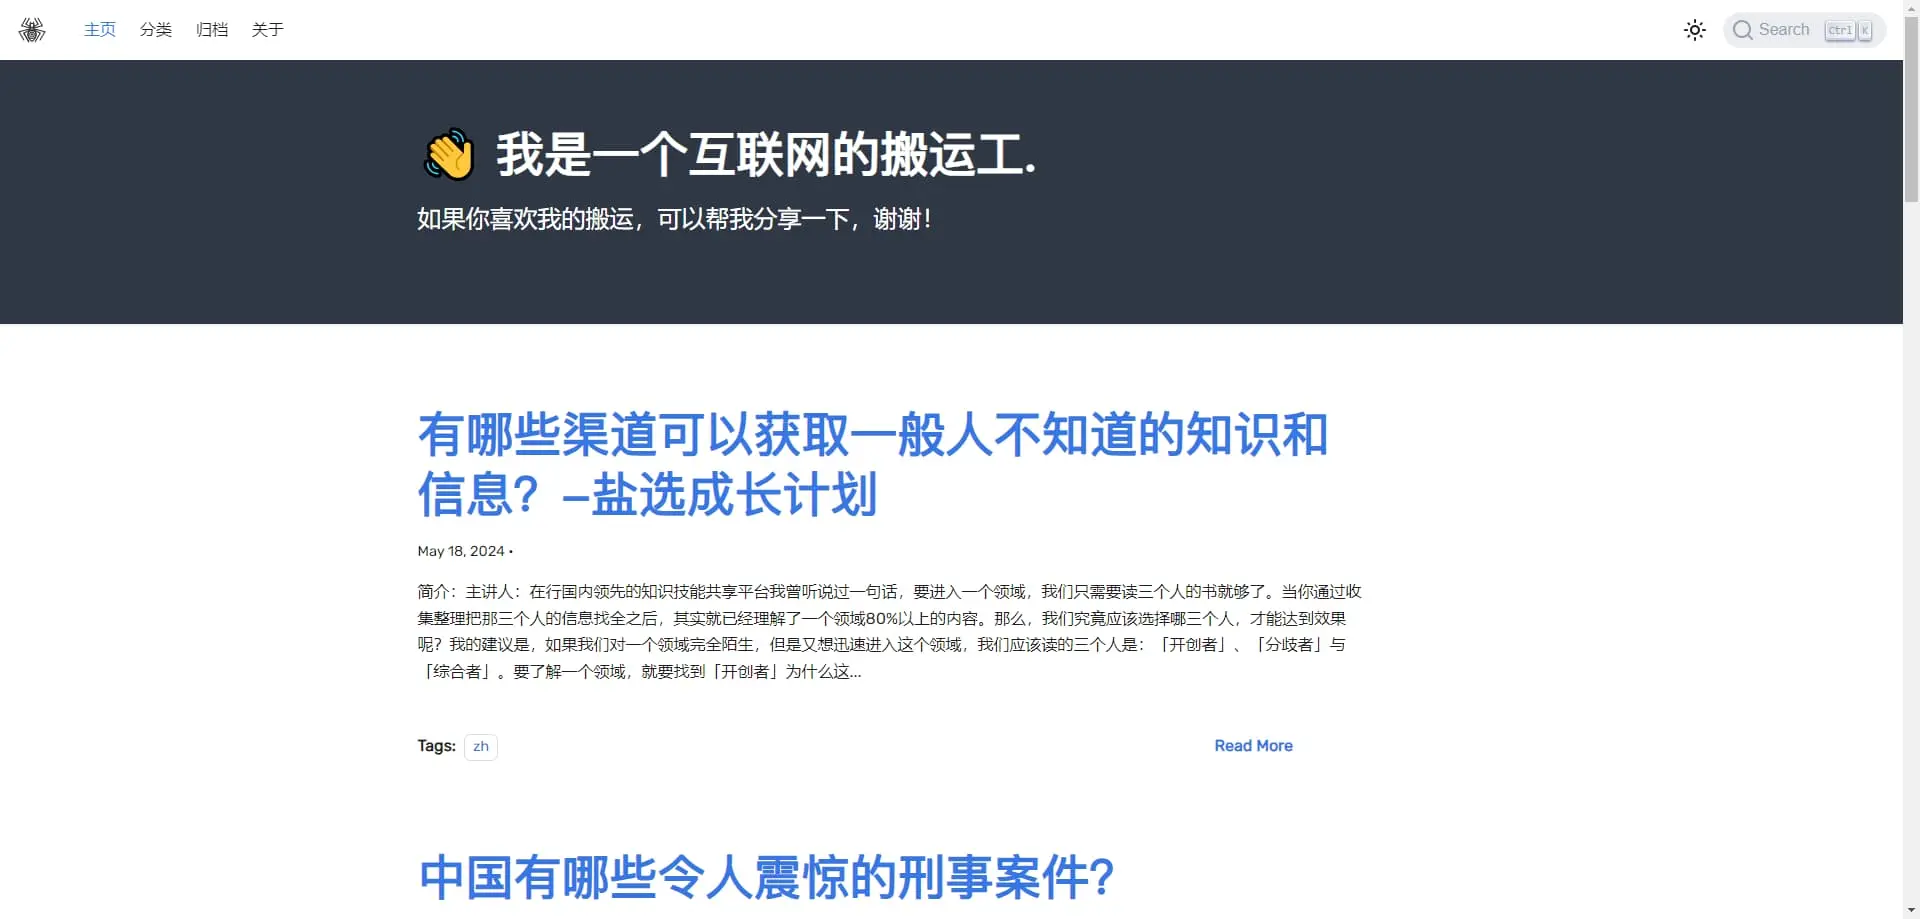 主页 分类 归档 关于 Search Ctrl K
我是一个互联网的搬运工.
如果你喜欢我的搬运，可以帮我分享一下，谢谢！
有哪些渠道可以获取一般人不知道的知识和
信息？–盐选成长计划
May 18, 2024 •
简介：主讲人：在行国内领先的知识技能共享平台我曾听说过一句话，要进入一个领域，我们只需要读三个人的书就够了。当你通过收
集整理把那三个人的信息找全之后，其实就已经理解了一个领域80%以上的内容。那么，我们究竟应该选择哪三个人，才能达到效果
呢？我的建议是，如果我们对一个领域完全陌生，但是又想迅速进入这个领域，我们应该读的三个人是：「开创者」、「分歧者」与
「综合者」。要了解一个领域，就要找到「开创者」为什么这...
Tags: zh Read More
中国有哪些令人震惊的刑事案件？